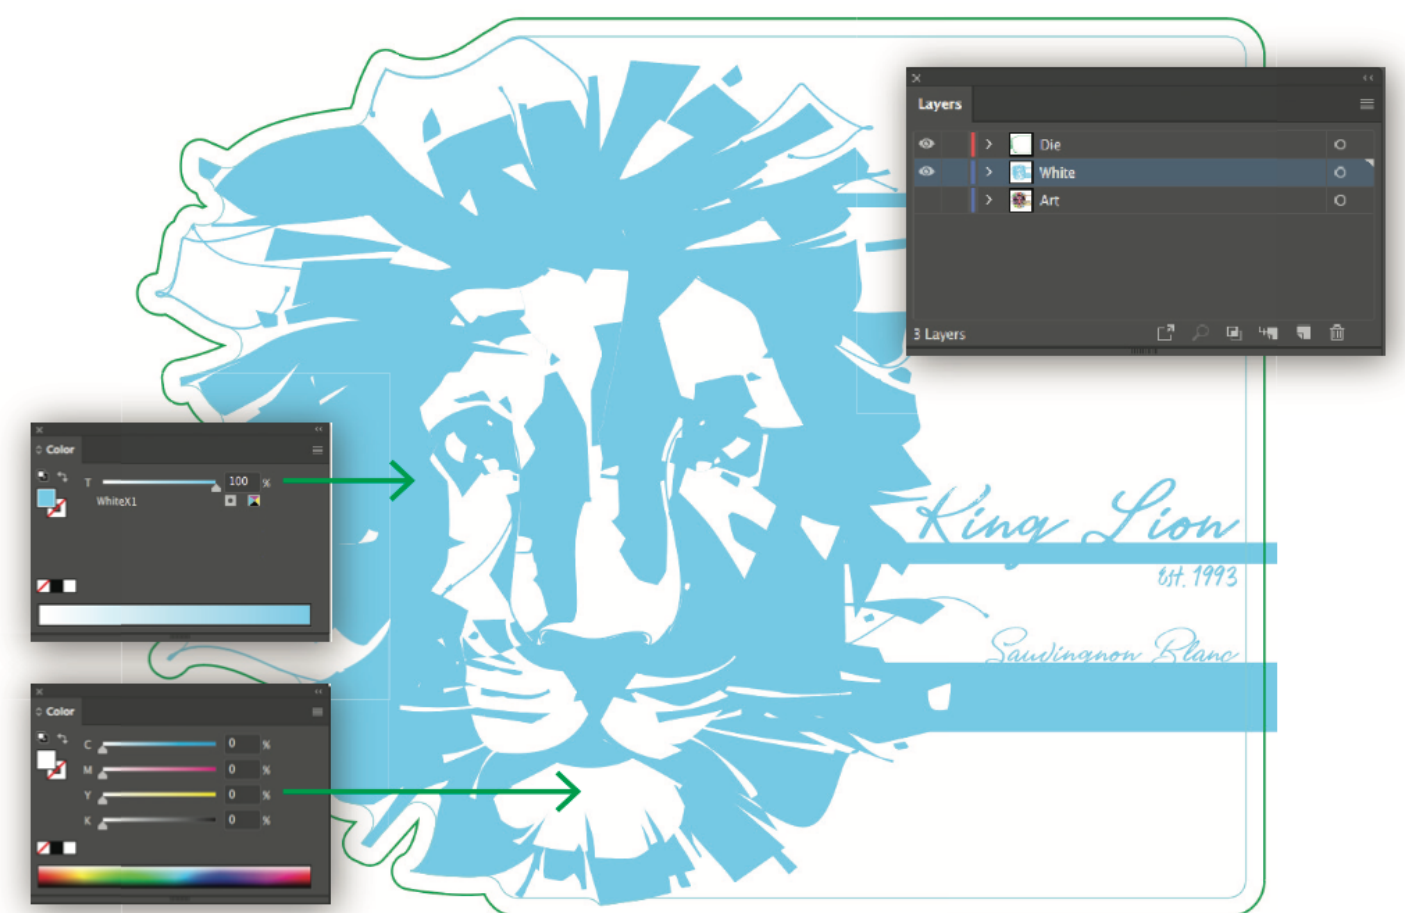 Layers
Die
White
Art
3 Layers
Color
T 100 %
WhiteX1
King Lion
Est. 1993
Sauvingnon Blanc
Color
C 0 %
M 0 %
Y 0 %
K 0 %